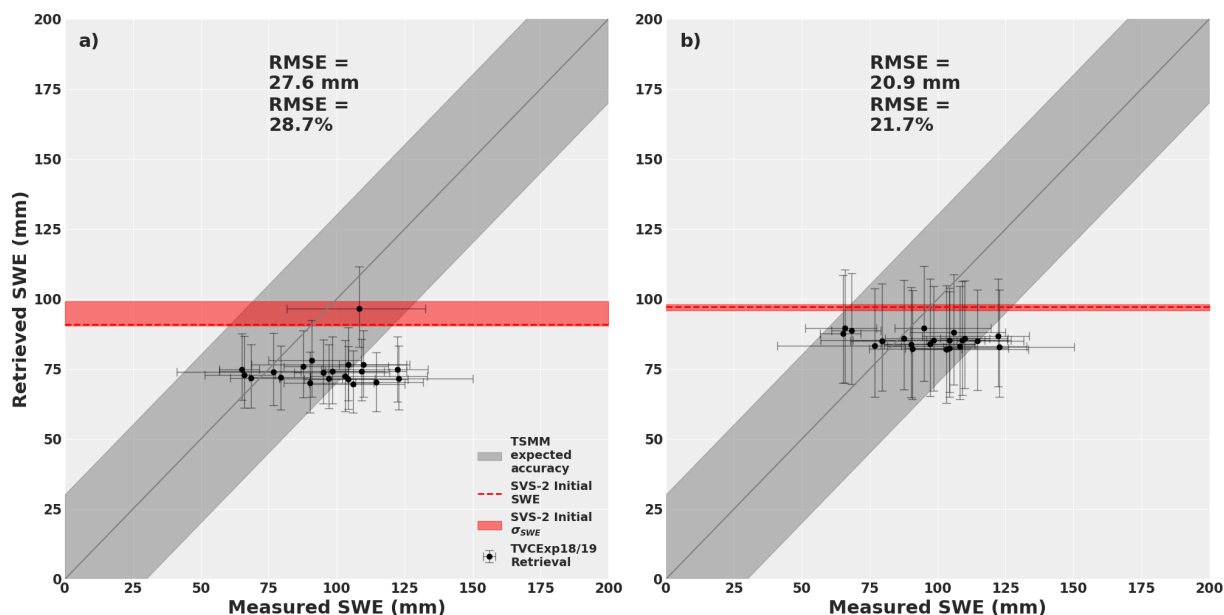 a)
RMSE =
27.6 mm
RMSE =
28.7%
200
175
150
125
100
75
50
25
0
Retrieved SWE (mm)
TSMM
expected
accuracy
SVS-2 Initial
SWE
SVS-2 Initial
σSWE
TVCExp18/19
Retrieval
0 25 50 75 100 125 150 175 200
Measured SWE (mm)
b)
RMSE =
20.9 mm
RMSE =
21.7%
200
175
150
125
100
75
50
25
0
0 25 50 75 100 125 150 175 200
Measured SWE (mm)